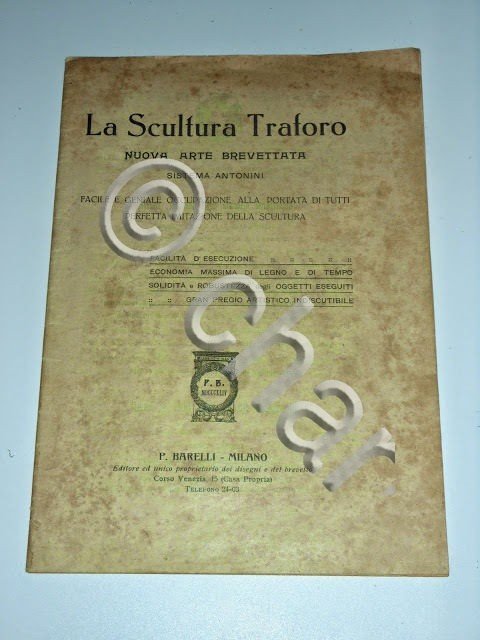 La Scultura Traforo
NUOVA ARTE BREVETTATA
SISTEMA ANTONINI
FACILE E GENIALE OCCUPAZIONE ALLA PORTATA DI TUTTI
PERFETTA IMITAZIONE DELLA SCULTURA
FACILITÀ D'ESECUZIONE :: :: :: :: ::
ECONOMIA MASSIMA DI LEGNO E DI TEMPO
SOLIDITÀ e ROBUSTEZZA degli OGGETTI ESEGUITI
:: :: GRAN PREGIO ARTISTICO INDISCUTIBILE
P. B.
P. BARELLI - MILANO
Editore ed unico proprietario dei disegni e del brevetto
Corso Venezia, 15 (Casa Propria)
TELEFONO 24-03
© Char